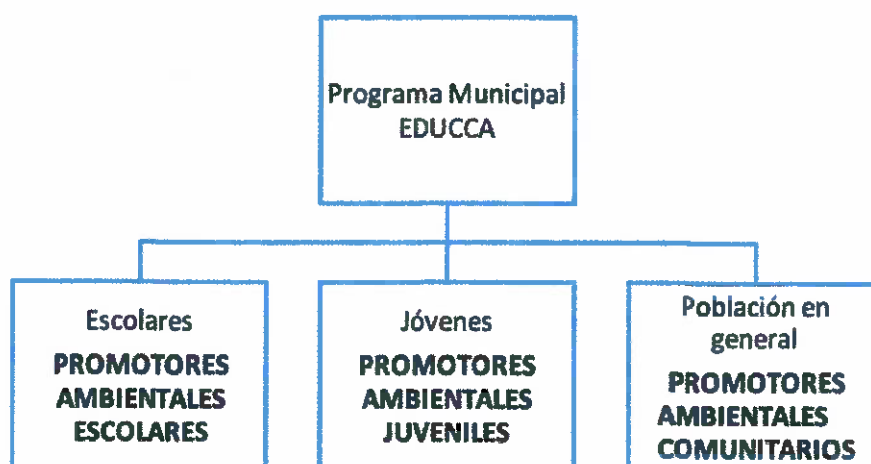 Programa Municipal
EDUCCA
Escolares
PROMOTORES
AMBIENTALES
ESCOLARES
Jóvenes
PROMOTORES
AMBIENTALES
JUVENILES
Población en
general
PROMOTORES
AMBIENTALES
COMUNITARIOS